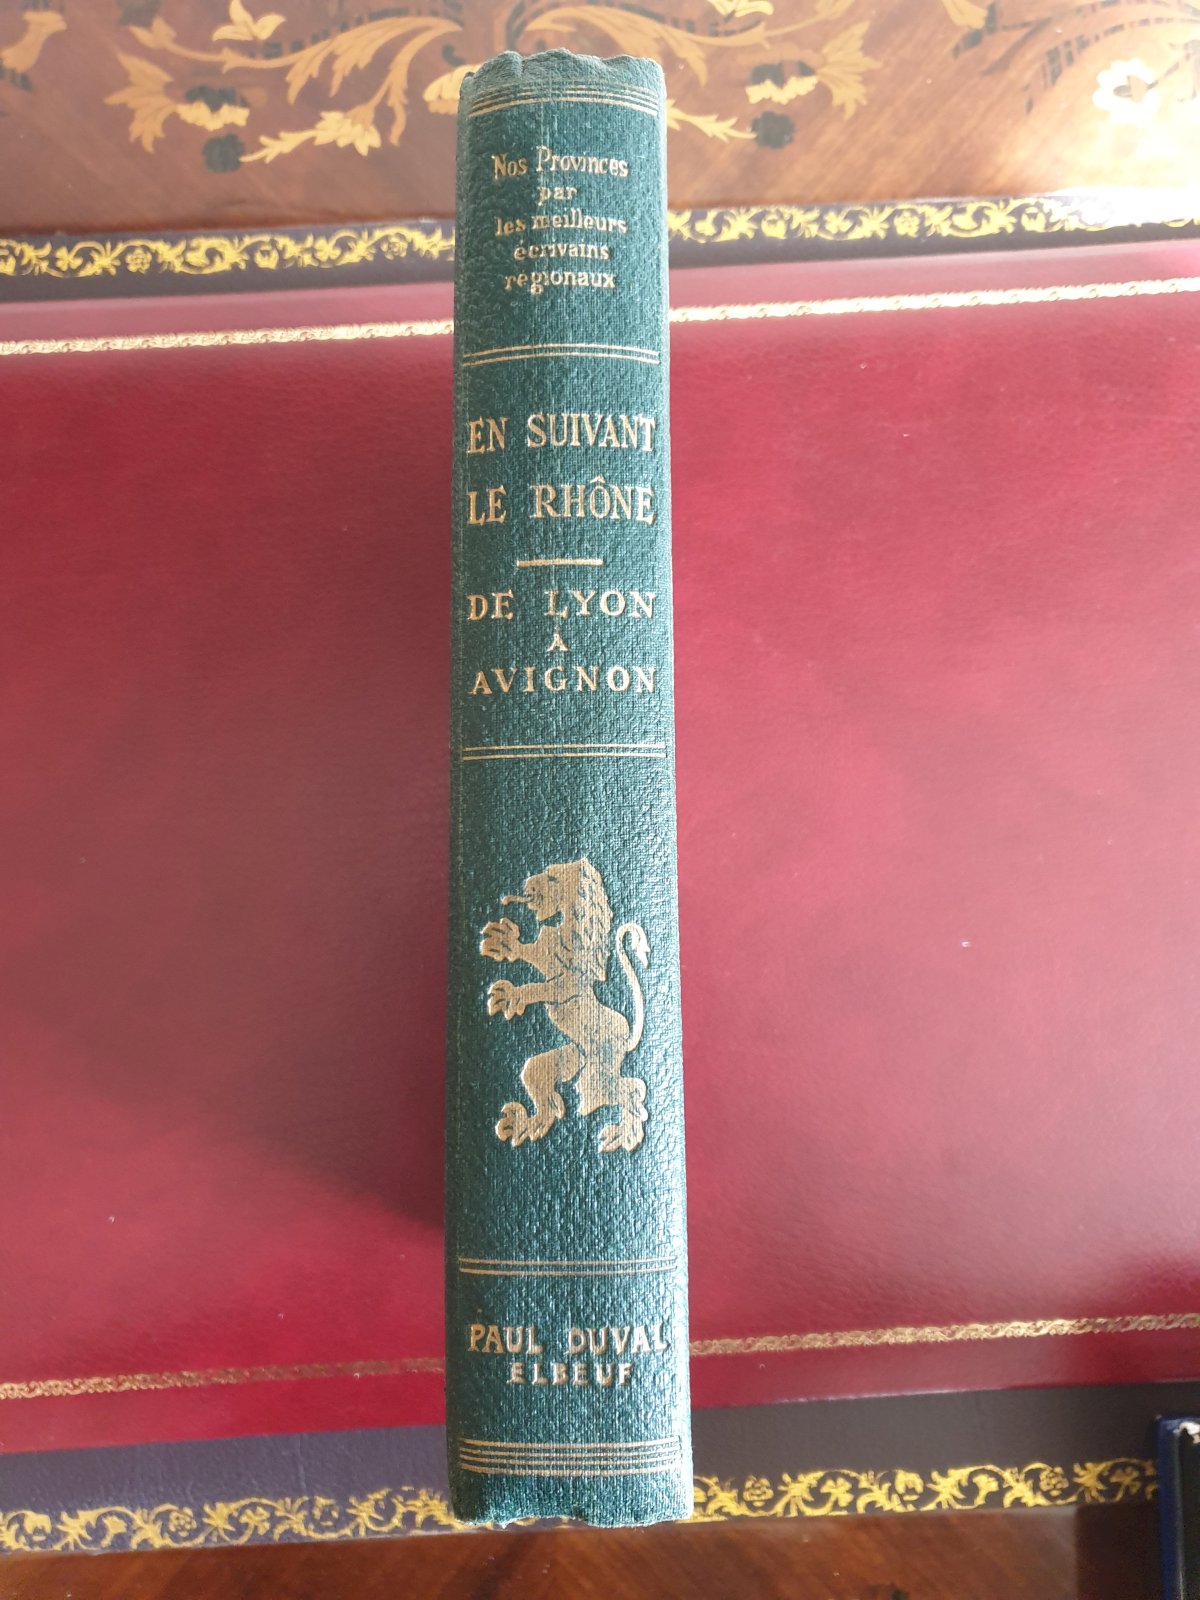 Nos Provinces
par
les meilleurs
écrivains
régionaux
EN SUIVANT
LE RHÔNE
DE LYON
À
AVIGNON
PAUL DUVAL
ELBEUF